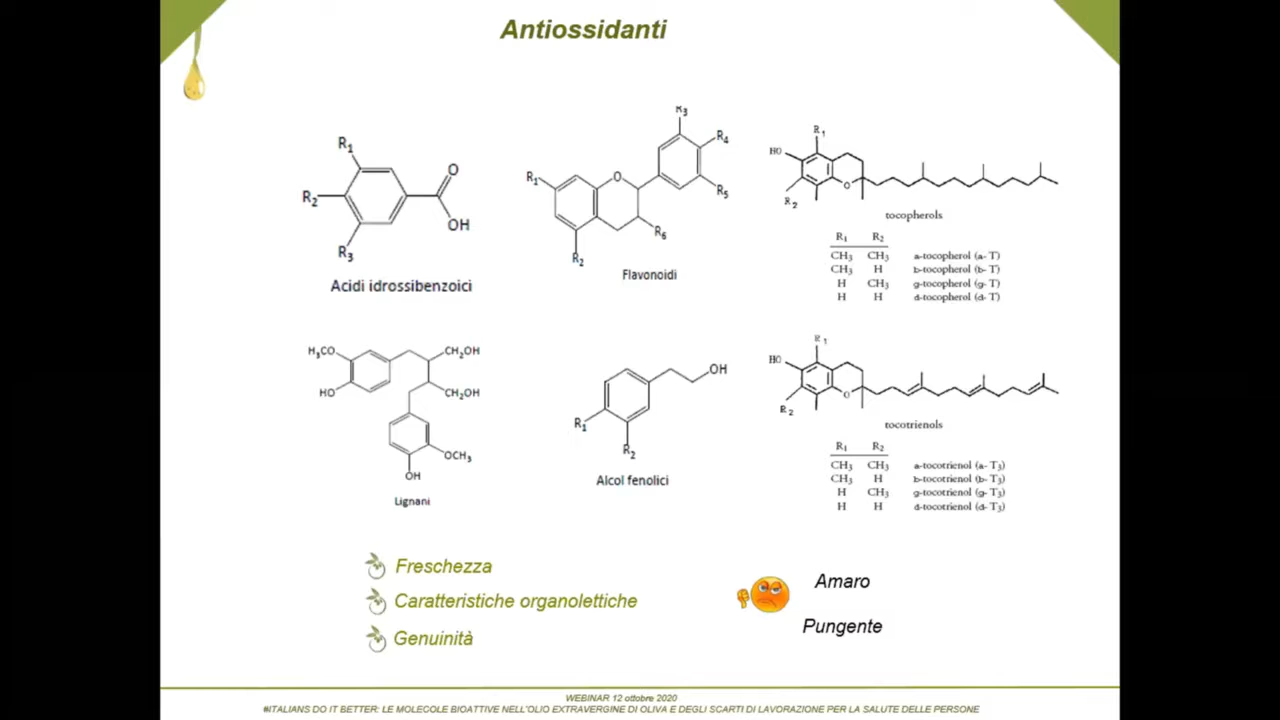 Antiossidanti
R1
R2
R3
O
OH
Acidi idrossibenzoici
R1
R2
O
R3
R4
R5
R6
Flavonoidi
HO
R1
R2
O
tocopherols
R1 R2
CH3 CH3 a-tocopherol (a- T)
CH3 H b-tocopherol (b- T)
H CH3 g-tocopherol (g- T)
H H d-tocopherol (d- T)
H3CO
HO
CH2OH
CH2OH
OCH3
OH
Lignani
OH
R1
R2
Alcol fenolici
HO
R1
R2
O
tocotrienols
R1 R2
CH3 CH3 a-tocotrienol (a- T3)
CH3 H b-tocotrienol (b- T3)
H CH3 g-tocotrienol (g- T3)
H H d-tocotrienol (d- T3)
Freschezza
Caratteristiche organolettiche
Genuinità
Amaro
Pungente
WEBINAR 12 ottobre 2020
#ITALIANS DO IT BETTER: LE MOLECOLE BIOATTIVE NELL'OLIO EXTRAVERGINE DI OLIVA E DEGLI SCARTI DI LAVORAZIONE PER LA SALUTE DELLE PERSONE